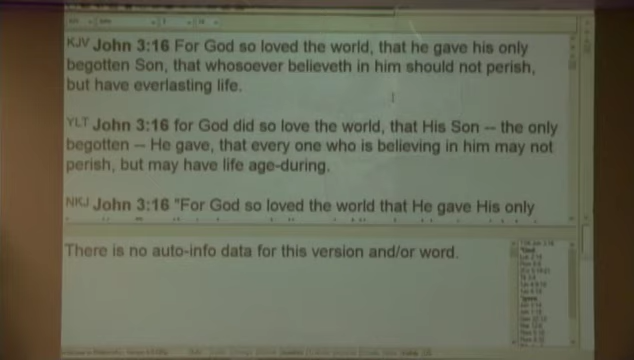 KJV John 3:16 For God so loved the world, that he gave his only
begotten Son, that whosoever believeth in him should not perish,
but have everlasting life.
YLT John 3:16 for God did so love the world, that His Son -- the only
begotten -- He gave, that every one who is believing in him may not
perish, but may have life age-during.
NKJ John 3:16 "For God so loved the world that He gave His only
There is no auto-info data for this version and/or word.